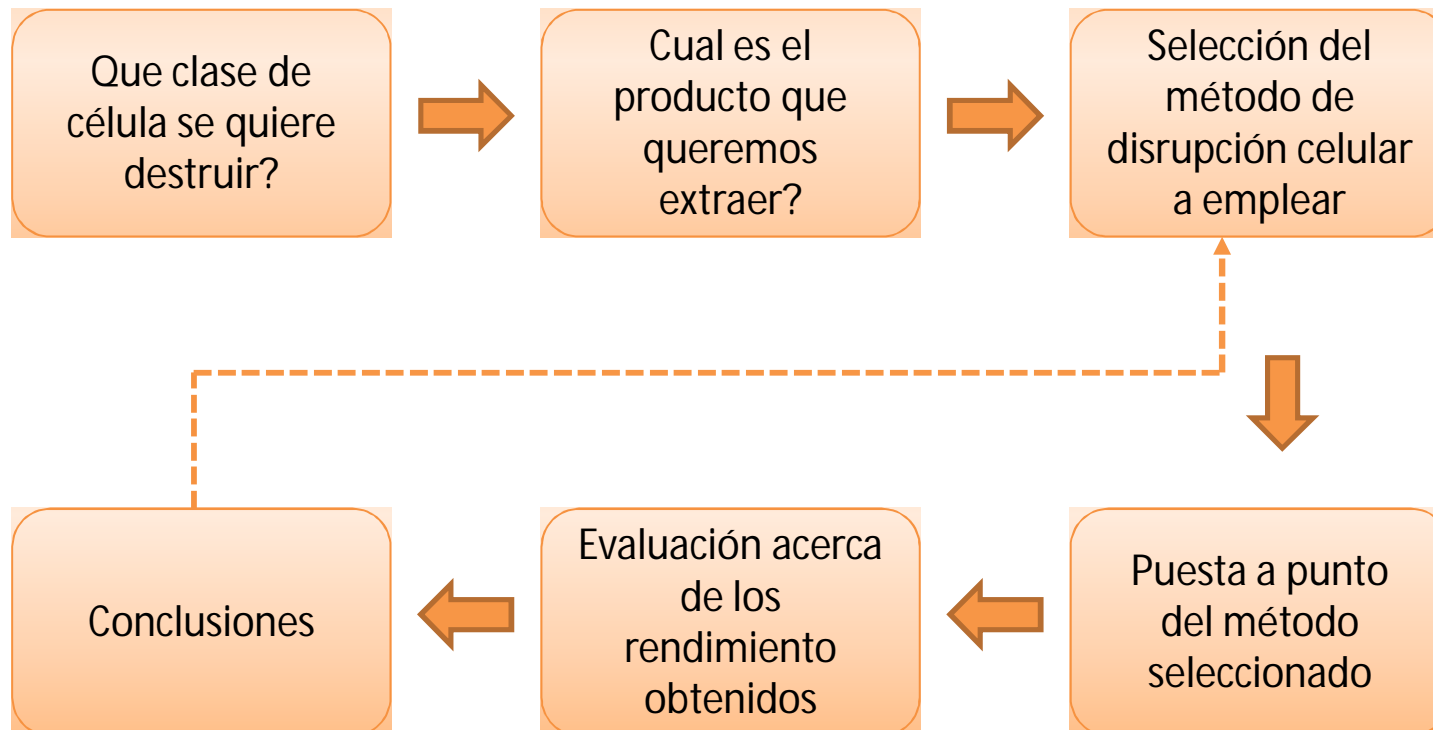 Que clase de
célula se quiere
destruir?
Cual es el
producto que
queremos
extraer?
Selección del
método de
disrupción celular
a emplear
Puesta a punto
del método
seleccionado
Evaluación acerca
de los
rendimiento
obtenidos
Conclusiones